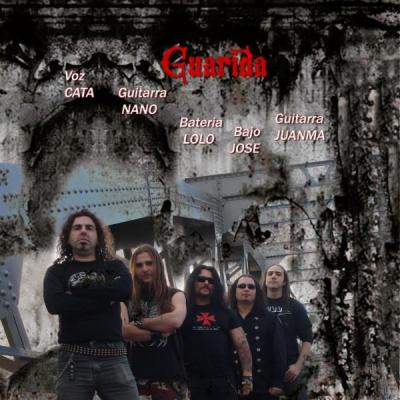 Guarida
Voz
CATA
Guitarra
NANO
Bateria
LOLO
Bajo
JOSE
Guitarra
JUANMA